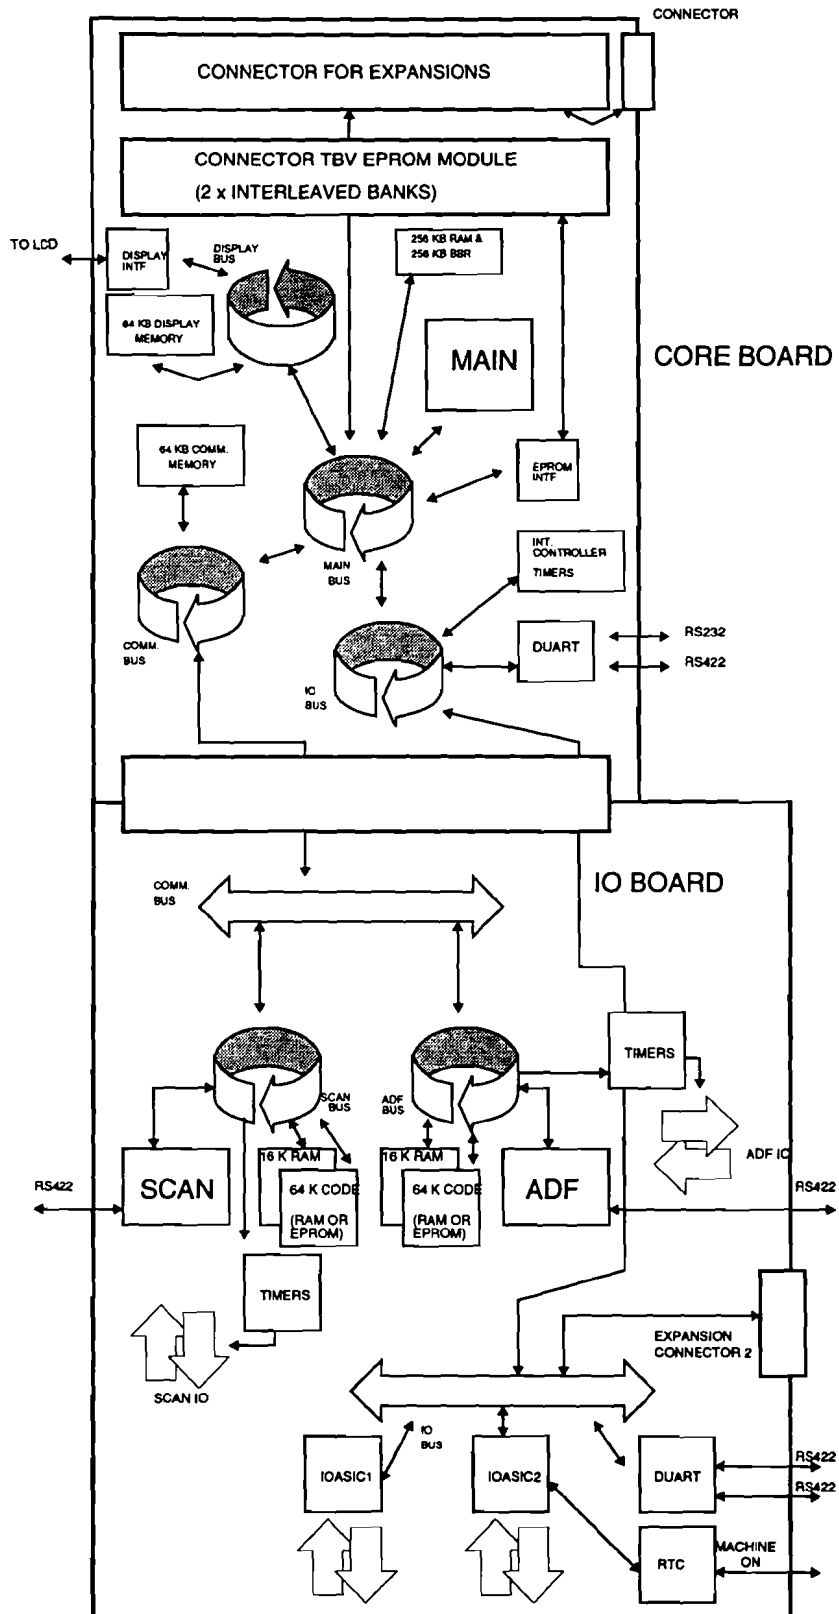 CONNECTOR
CONNECTOR FOR EXPANSIONS
CONNECTOR TBV EPROM MODULE
(2 x INTERLEAVED BANKS)
TO LCD
DISPLAY
INTF
DISPLAY
BUS
256 KB RAM &
256 KB BBR
64 KB DISPLAY
MEMORY
MAIN
CORE BOARD
64 KB COMM.
MEMORY
EPROM
INTF
MAIN
BUS
INT.
CONTROLLER
TIMERS
COMM.
BUS
DUART
RS232
RS422
IO
BUS
IO BOARD
COMM.
BUS
TIMERS
SCAN
BUS
ADF
BUS
ADF IO
16 K RAM
16 K RAM
RS422
SCAN
64 K CODE
(RAM OR
EPROM)
64 K CODE
(RAM OR
EPROM)
ADF
RS422
TIMERS
SCAN IO
EXPANSION
CONNECTOR 2
IO
BUS
IOASIC1
IOASIC2
DUART
RS422
RS422
RTC
MACHINE
ON